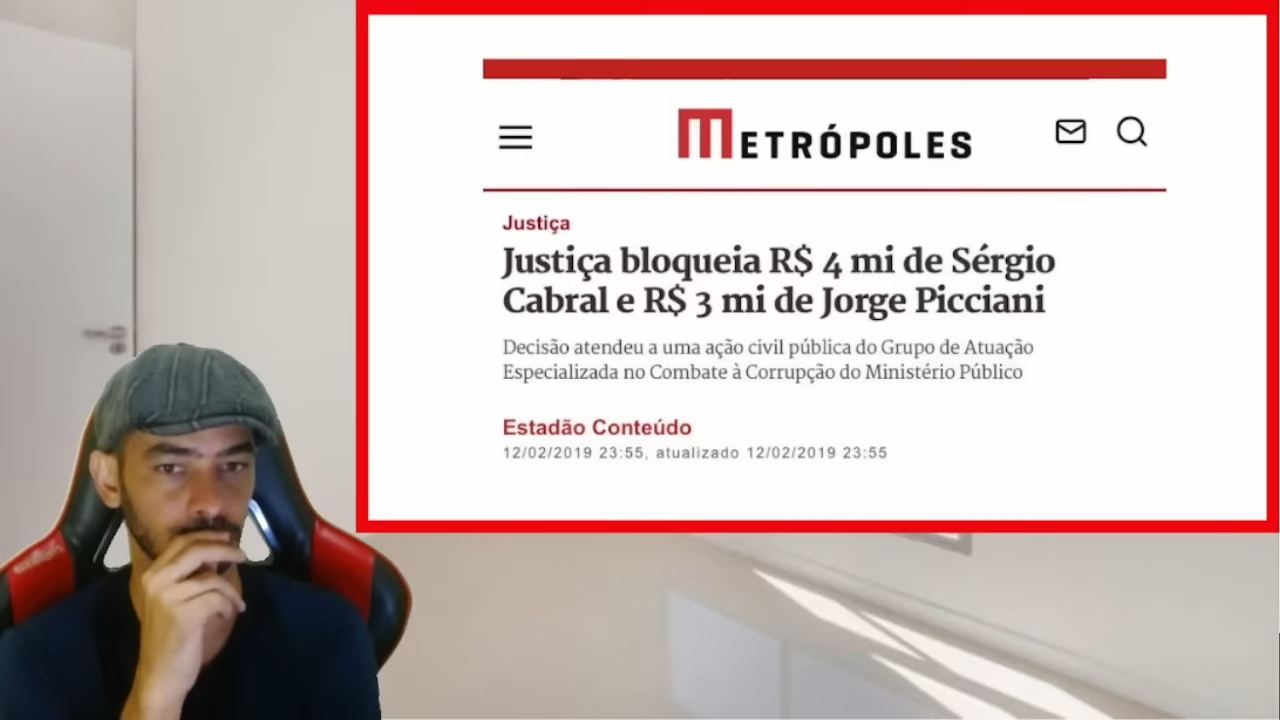 METRÓPOLES
Justiça
Justiça bloqueia R$ 4 mi de Sérgio
Cabral e R$ 3 mi de Jorge Picciani
Decisão atendeu a uma ação civil pública do Grupo de Atuação
Especializada no Combate à Corrupção do Ministério Público
Estadão Conteúdo
12/02/2019 23:55, atualizado 12/02/2019 23:55